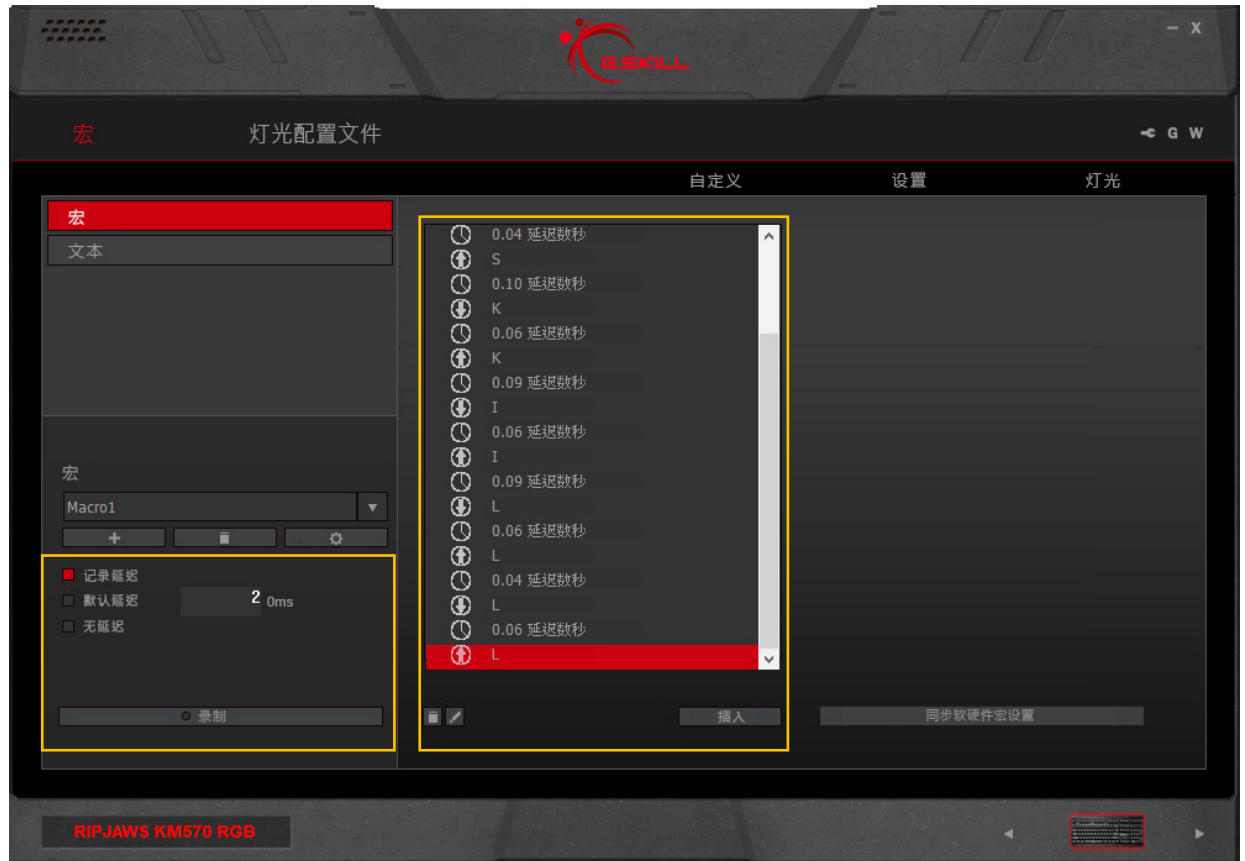 G.SKILL
— X
宏 灯光配置文件 G W
自定义 设置 灯光
宏
文本
0.04 延迟数秒
S
0.10 延迟数秒
K
0.06 延迟数秒
K
0.09 延迟数秒
I
0.06 延迟数秒
I
0.09 延迟数秒
L
0.06 延迟数秒
L
0.04 延迟数秒
L
0.06 延迟数秒
L
宏
Macro1
记录延迟
默认延迟 2 0ms
无延迟
录制
插入
同步软硬件宏设置
RIPJAWS KM570 RGB